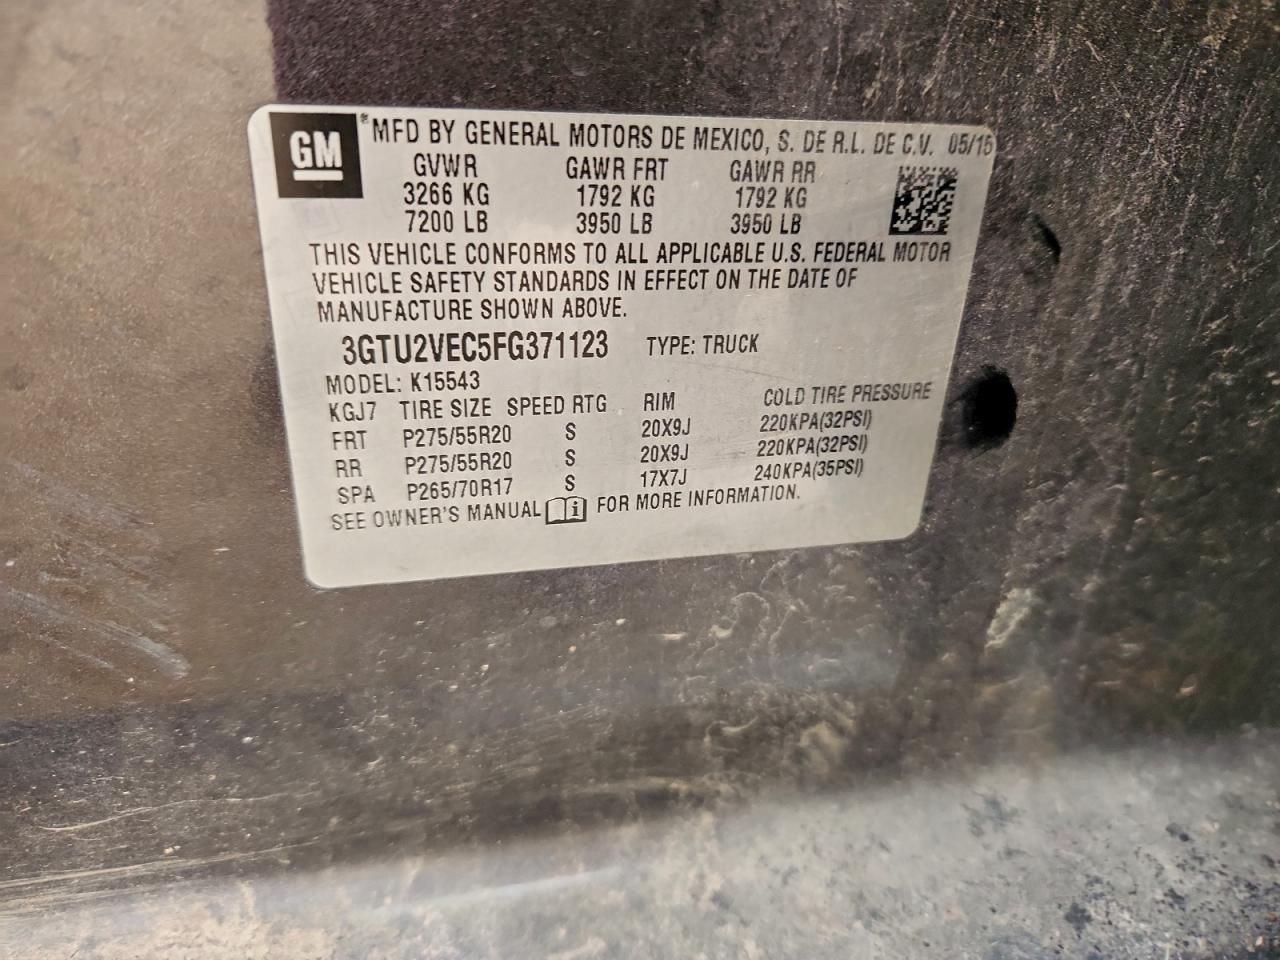 GM ® MFD BY GENERAL MOTORS DE MEXICO, S. DE R.L. DE C.V. 05/15
GVWR GAWR FRT GAWR RR
3266 KG 1792 KG 1792 KG
7200 LB 3950 LB 3950 LB
THIS VEHICLE CONFORMS TO ALL APPLICABLE U.S. FEDERAL MOTOR
VEHICLE SAFETY STANDARDS IN EFFECT ON THE DATE OF
MANUFACTURE SHOWN ABOVE.
3GTU2VEC5FG371123 TYPE: TRUCK
MODEL: K15543
KGJ7 TIRE SIZE SPEED RTG RIM COLD TIRE PRESSURE
FRT P275/55R20 S 20X9J 220KPA(32PSI)
RR P275/55R20 S 20X9J 220KPA(32PSI)
SPA P265/70R17 S 17X7J 240KPA(35PSI)
SEE OWNER'S MANUAL i FOR MORE INFORMATION.